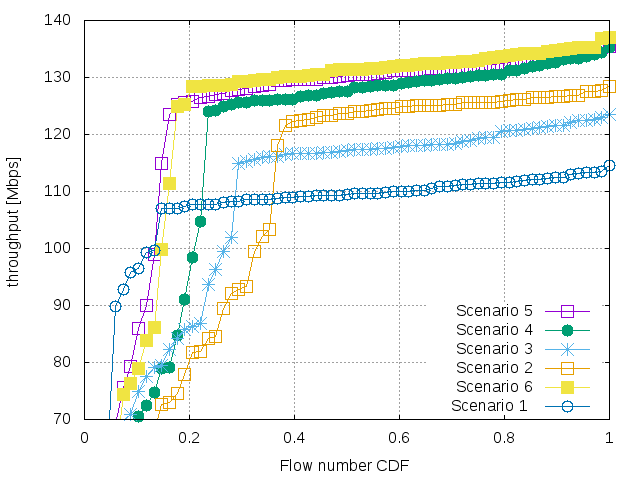 throughput [Mbps]
140
130
120
110
100
90
80
70
0
0.2
0.4
0.6
0.8
1
Flow number CDF
Scenario 5
Scenario 4
Scenario 3
Scenario 2
Scenario 6
Scenario 1